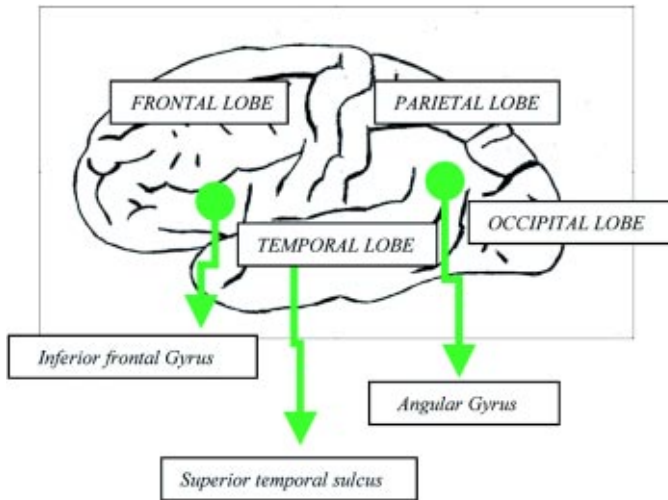 FRONTAL LOBE
PARIETAL LOBE
OCCIPITAL LOBE
TEMPORAL LOBE
Inferior frontal Gyrus
Angular Gyrus
Superior temporal sulcus